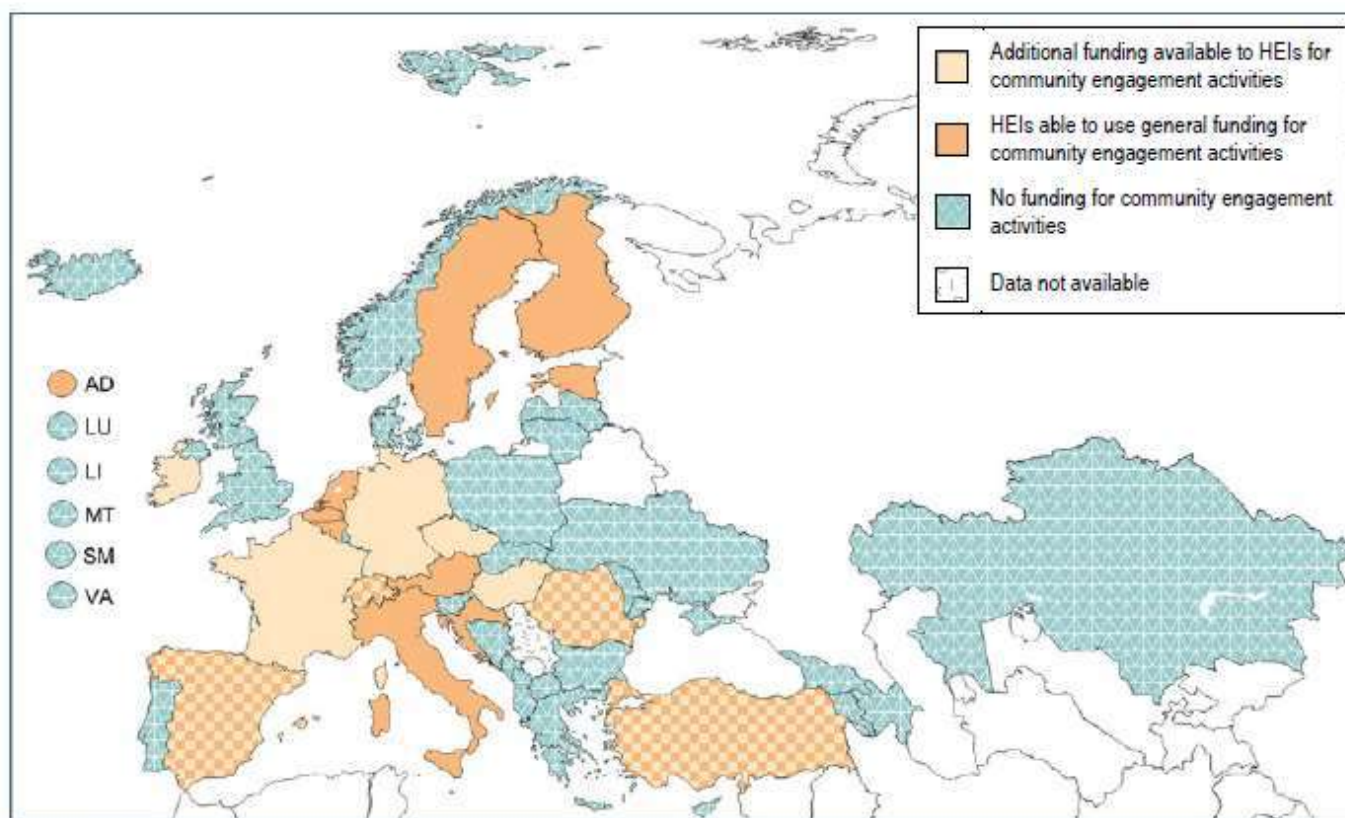 Additional funding available to HEIs for
community engagement activities
HEIs able to use general funding for
community engagement activities
No funding for community engagement
activities
Data not available
AD
LU
LI
MT
SM
VA